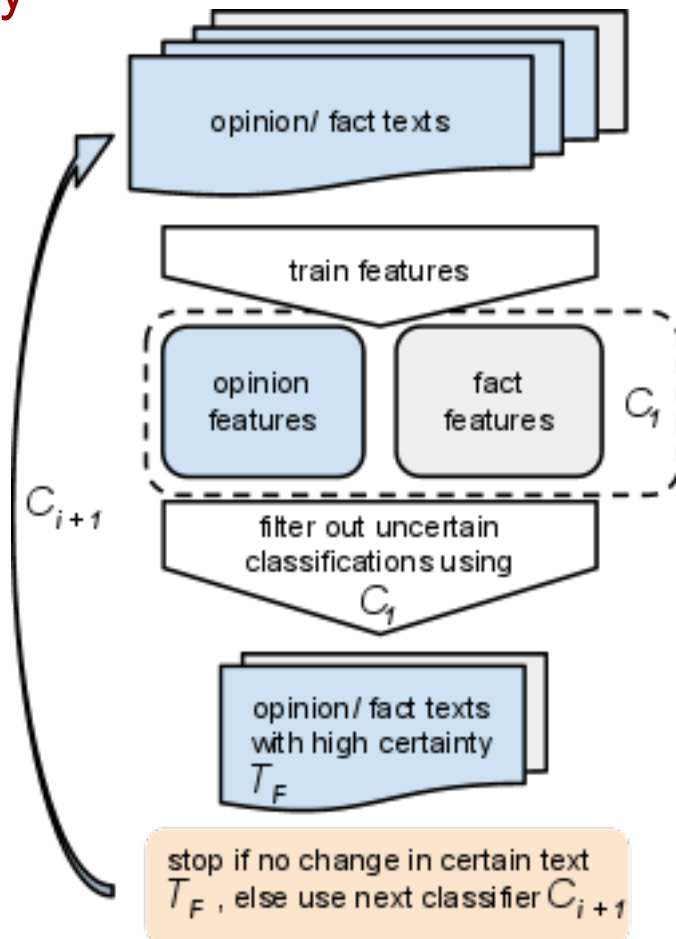 y
opinion/ fact texts
train features
opinion
features
fact
features
C1
Ci+1
filter out uncertain
classifications using
C1
opinion/ fact texts
with high certainty
TF
stop if no change in certain text
TF , else use next classifier Ci+1